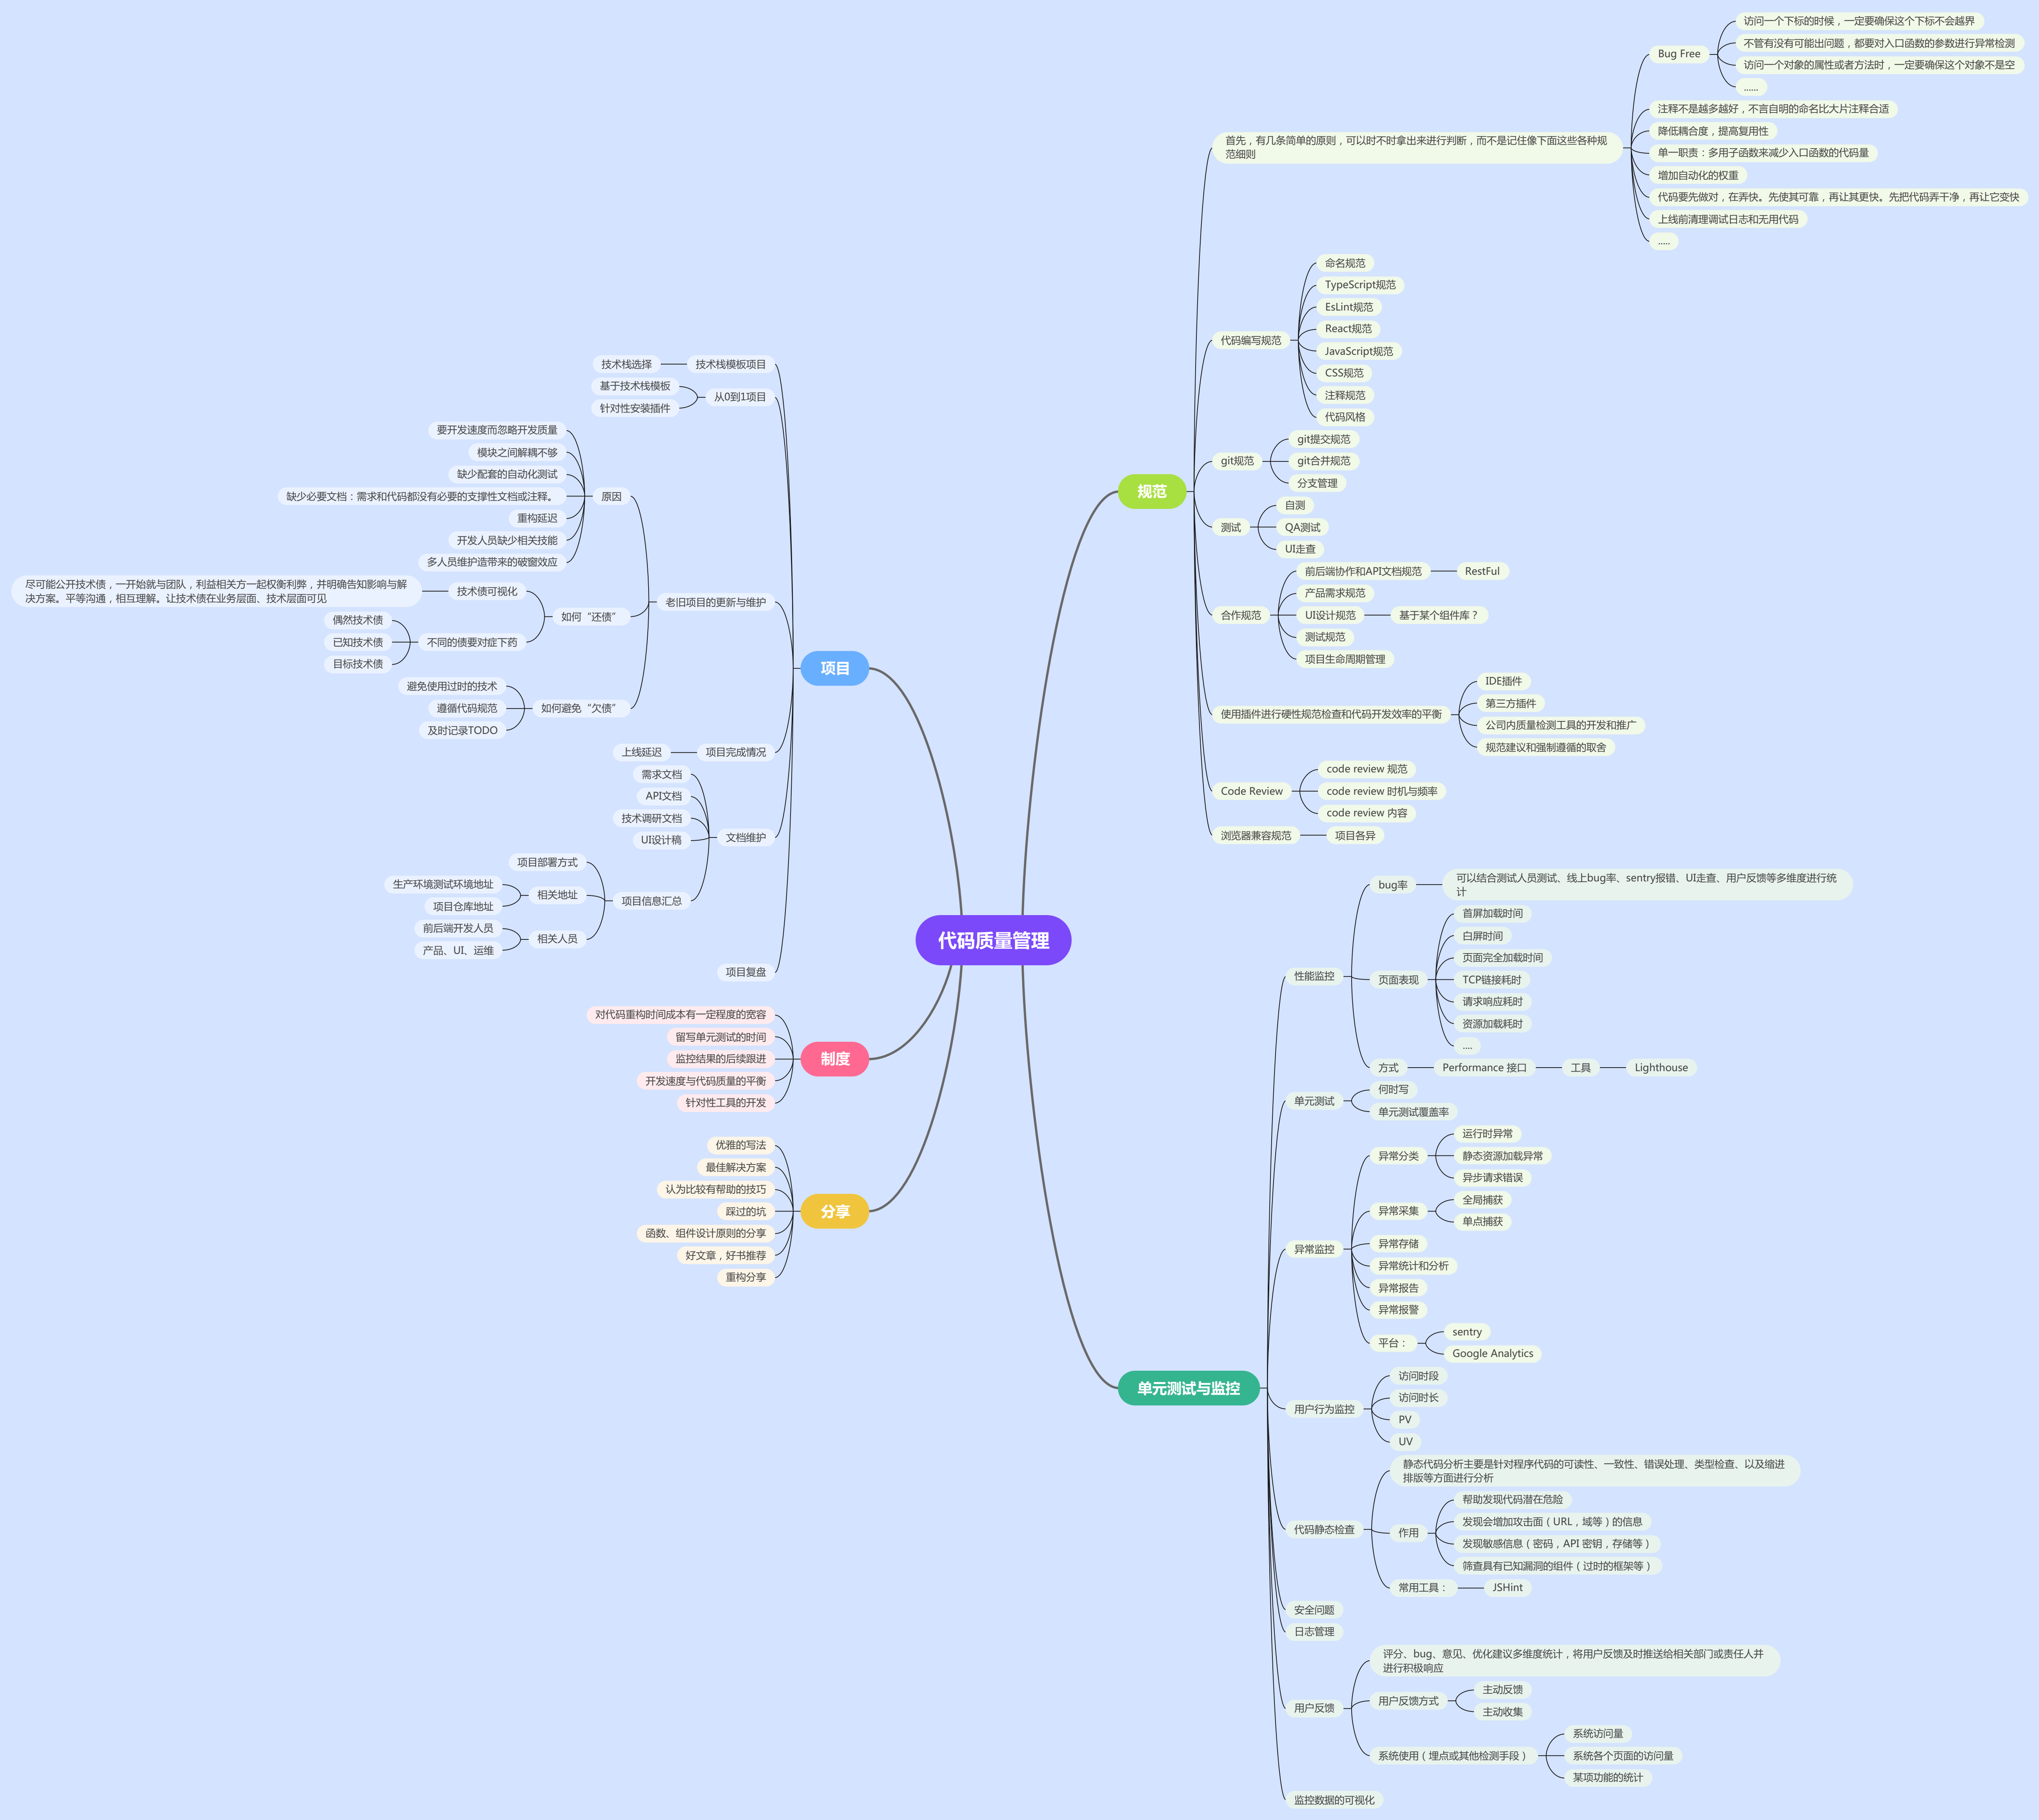 代码质量管理
规范
首先，有几条简单的原则，可以时不时拿出来进行判断，而不是记住像下面这些各种规
范细则
Bug Free
访问一个下标的时候，一定要确保这个下标不会越界
不管有没有可能出问题，都要对入口函数的参数进行异常检测
访问一个对象的属性或者方法时，一定要确保这个对象不是空
......
注释不是越多越好，不言自明的命名比大片注释合适
降低耦合度，提高复用性
单一职责：多用子函数来减少入口函数的代码量
增加自动化的权重
代码要先做对，在弄快。先使其可靠，再让其更快。先把代码弄干净，再让它变快
上线前清理调试日志和无用代码
.....
代码编写规范
命名规范
TypeScript规范
EsLint规范
React规范
JavaScript规范
CSS规范
注释规范
代码风格
git规范
git提交规范
git合并规范
分支管理
测试
自测
QA测试
UI走查
合作规范
前后端协作和API文档规范
RestFul
产品需求规范
UI设计规范
基于某个组件库？
测试规范
项目生命周期管理
使用插件进行硬性规范检查和代码开发效率的平衡
IDE插件
第三方插件
公司内质量检测工具的开发和推广
规范建议和强制遵循的取舍
Code Review
code review 规范
code review 时机与频率
code review 内容
浏览器兼容规范
项目各异
单元测试与监控
性能监控
bug率
可以结合测试人员测试、线上bug率、sentry报错、UI走查、用户反馈等多维度进行统
计
页面表现
首屏加载时间
白屏时间
页面完全加载时间
TCP链接耗时
请求响应耗时
资源加载耗时
....
方式
Performance 接口
工具
Lighthouse
单元测试
何时写
单元测试覆盖率
异常监控
异常分类
运行时异常
静态资源加载异常
异步请求错误
异常采集
全局捕获
单点捕获
异常存储
异常统计和分析
异常报告
异常报警
平台：
sentry
Google Analytics
用户行为监控
访问时段
访问时长
PV
UV
代码静态检查
静态代码分析主要是针对程序代码的可读性、一致性、错误处理、类型检查、以及缩进
排版等方面进行分析
作用
帮助发现代码潜在危险
发现会增加攻击面（URL，域等）的信息
发现敏感信息（密码，API 密钥，存储等）
筛查具有已知漏洞的组件（过时的框架等）
常用工具：
JSHint
安全问题
日志管理
用户反馈
评分、bug、意见、优化建议多维度统计，将用户反馈及时推送给相关部门或责任人并
进行积极响应
用户反馈方式
主动反馈
主动收集
系统使用（埋点或其他检测手段）
系统访问量
系统各个页面的访问量
某项功能的统计
监控数据的可视化
项目
技术栈模板项目
技术栈选择
从0到1项目
基于技术栈模板
针对性安装插件
老旧项目的更新与维护
原因
要开发速度而忽略开发质量
模块之间解耦不够
缺少配套的自动化测试
缺少必要文档：需求和代码都没有必要的支撑性文档或注释。
重构延迟
开发人员缺少相关技能
多人员维护造带来的破窗效应
如何“还债”
技术债可视化
尽可能公开技术债，一开始就与团队，利益相关方一起权衡利弊，并明确告知影响与解
决方案。平等沟通，相互理解。让技术债在业务层面、技术层面可见
不同的债要对症下药
偶然技术债
已知技术债
目标技术债
如何避免“欠债”
避免使用过时的技术
遵循代码规范
及时记录TODO
项目完成情况
上线延迟
文档维护
需求文档
API文档
技术调研文档
UI设计稿
项目信息汇总
项目部署方式
相关地址
生产环境测试环境地址
项目仓库地址
相关人员
前后端开发人员
产品、UI、运维
项目复盘
制度
对代码重构时间成本有一定程度的宽容
留写单元测试的时间
监控结果的后续跟进
开发速度与代码质量的平衡
针对性工具的开发
分享
优雅的写法
最佳解决方案
认为比较有帮助的技巧
踩过的坑
函数、组件设计原则的分享
好文章，好书推荐
重构分享